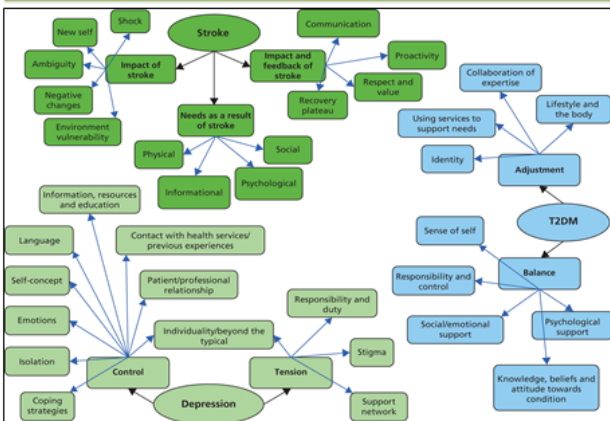 Stroke
Shock
New self
Ambiguity
Negative
changes
Environment
vulnerability
Impact of
stroke
Impact and
feedback of stroke
Communication
Proactivity
Respect and
value
Recovery
plateau
Needs as a result
of stroke
Physical
Informational
Psychological
Social
Collaboration of
expertise
Lifestyle and
the body
Using services to
support needs
Identity
Adjustment
T2DM
Balance
Sense of self
Responsibility and
control
Social/emotional
support
Psychological
support
Knowledge, beliefs and
attitude towards
condition
Information, resources
and education
Language
Self-concept
Emotions
Isolation
Coping
strategies
Contact with health services/
previous experiences
Patient/professional
relationship
Individuality/beyond the
typical
Control
Depression
Tension
Responsibility and
duty
Stigma
Support
network